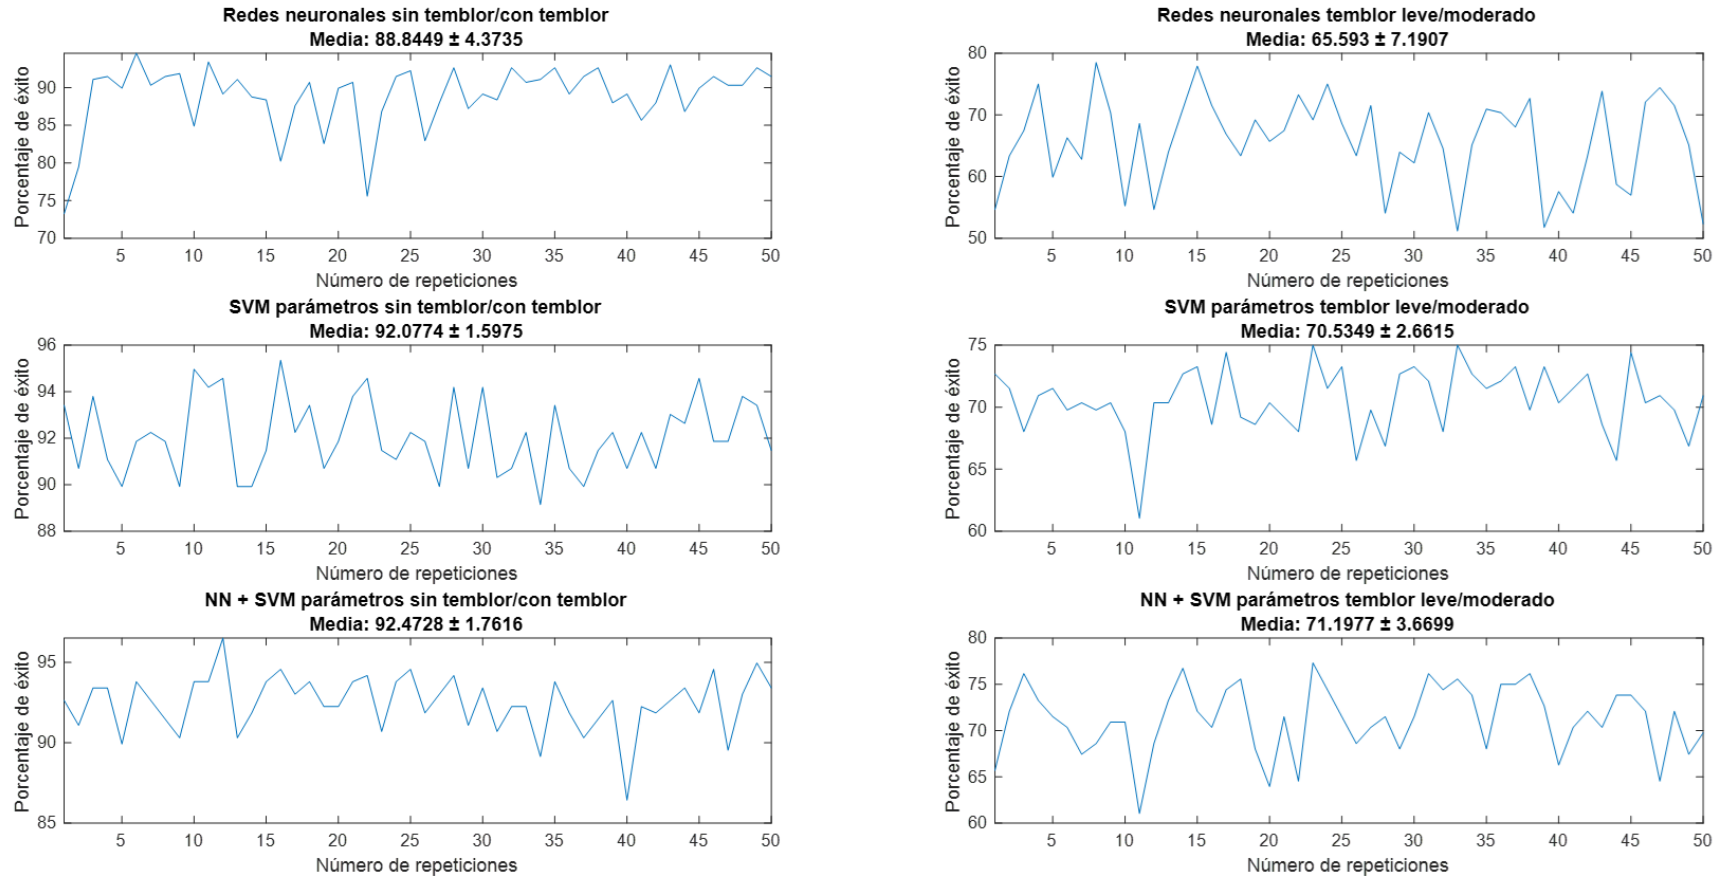 Redes neuronales sin temblor/con temblor
Media: 88.8449 ± 4.3735
Porcentaje de éxito
90
85
80
75
70
5 10 15 20 25 30 35 40 45 50
Número de repeticiones
Redes neuronales temblor leve/moderado
Media: 65.593 ± 7.1907
Porcentaje de éxito
80
70
60
50
5 10 15 20 25 30 35 40 45 50
Número de repeticiones
SVM parámetros sin temblor/con temblor
Media: 92.0774 ± 1.5975
Porcentaje de éxito
96
94
92
90
88
5 10 15 20 25 30 35 40 45 50
Número de repeticiones
SVM parámetros temblor leve/moderado
Media: 70.5349 ± 2.6615
Porcentaje de éxito
75
70
65
60
5 10 15 20 25 30 35 40 45 50
Número de repeticiones
NN + SVM parámetros sin temblor/con temblor
Media: 92.4728 ± 1.7616
Porcentaje de éxito
95
90
85
5 10 15 20 25 30 35 40 45 50
Número de repeticiones
NN + SVM parámetros temblor leve/moderado
Media: 71.1977 ± 3.6699
Porcentaje de éxito
80
75
70
65
60
5 10 15 20 25 30 35 40 45 50
Número de repeticiones